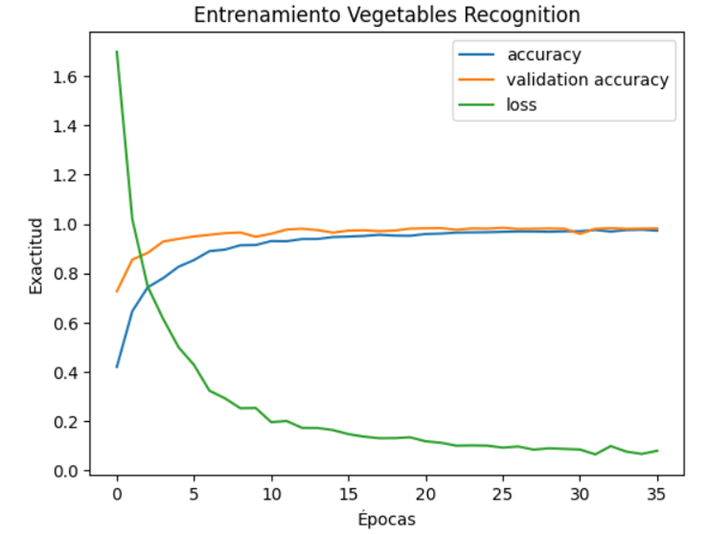 Entrenamiento Vegetables Recognition
accuracy
validation accuracy
loss
Exactitud
1.6
1.4
1.2
1.0
0.8
0.6
0.4
0.2
0.0
0 5 10 15 20 25 30 35
Épocas